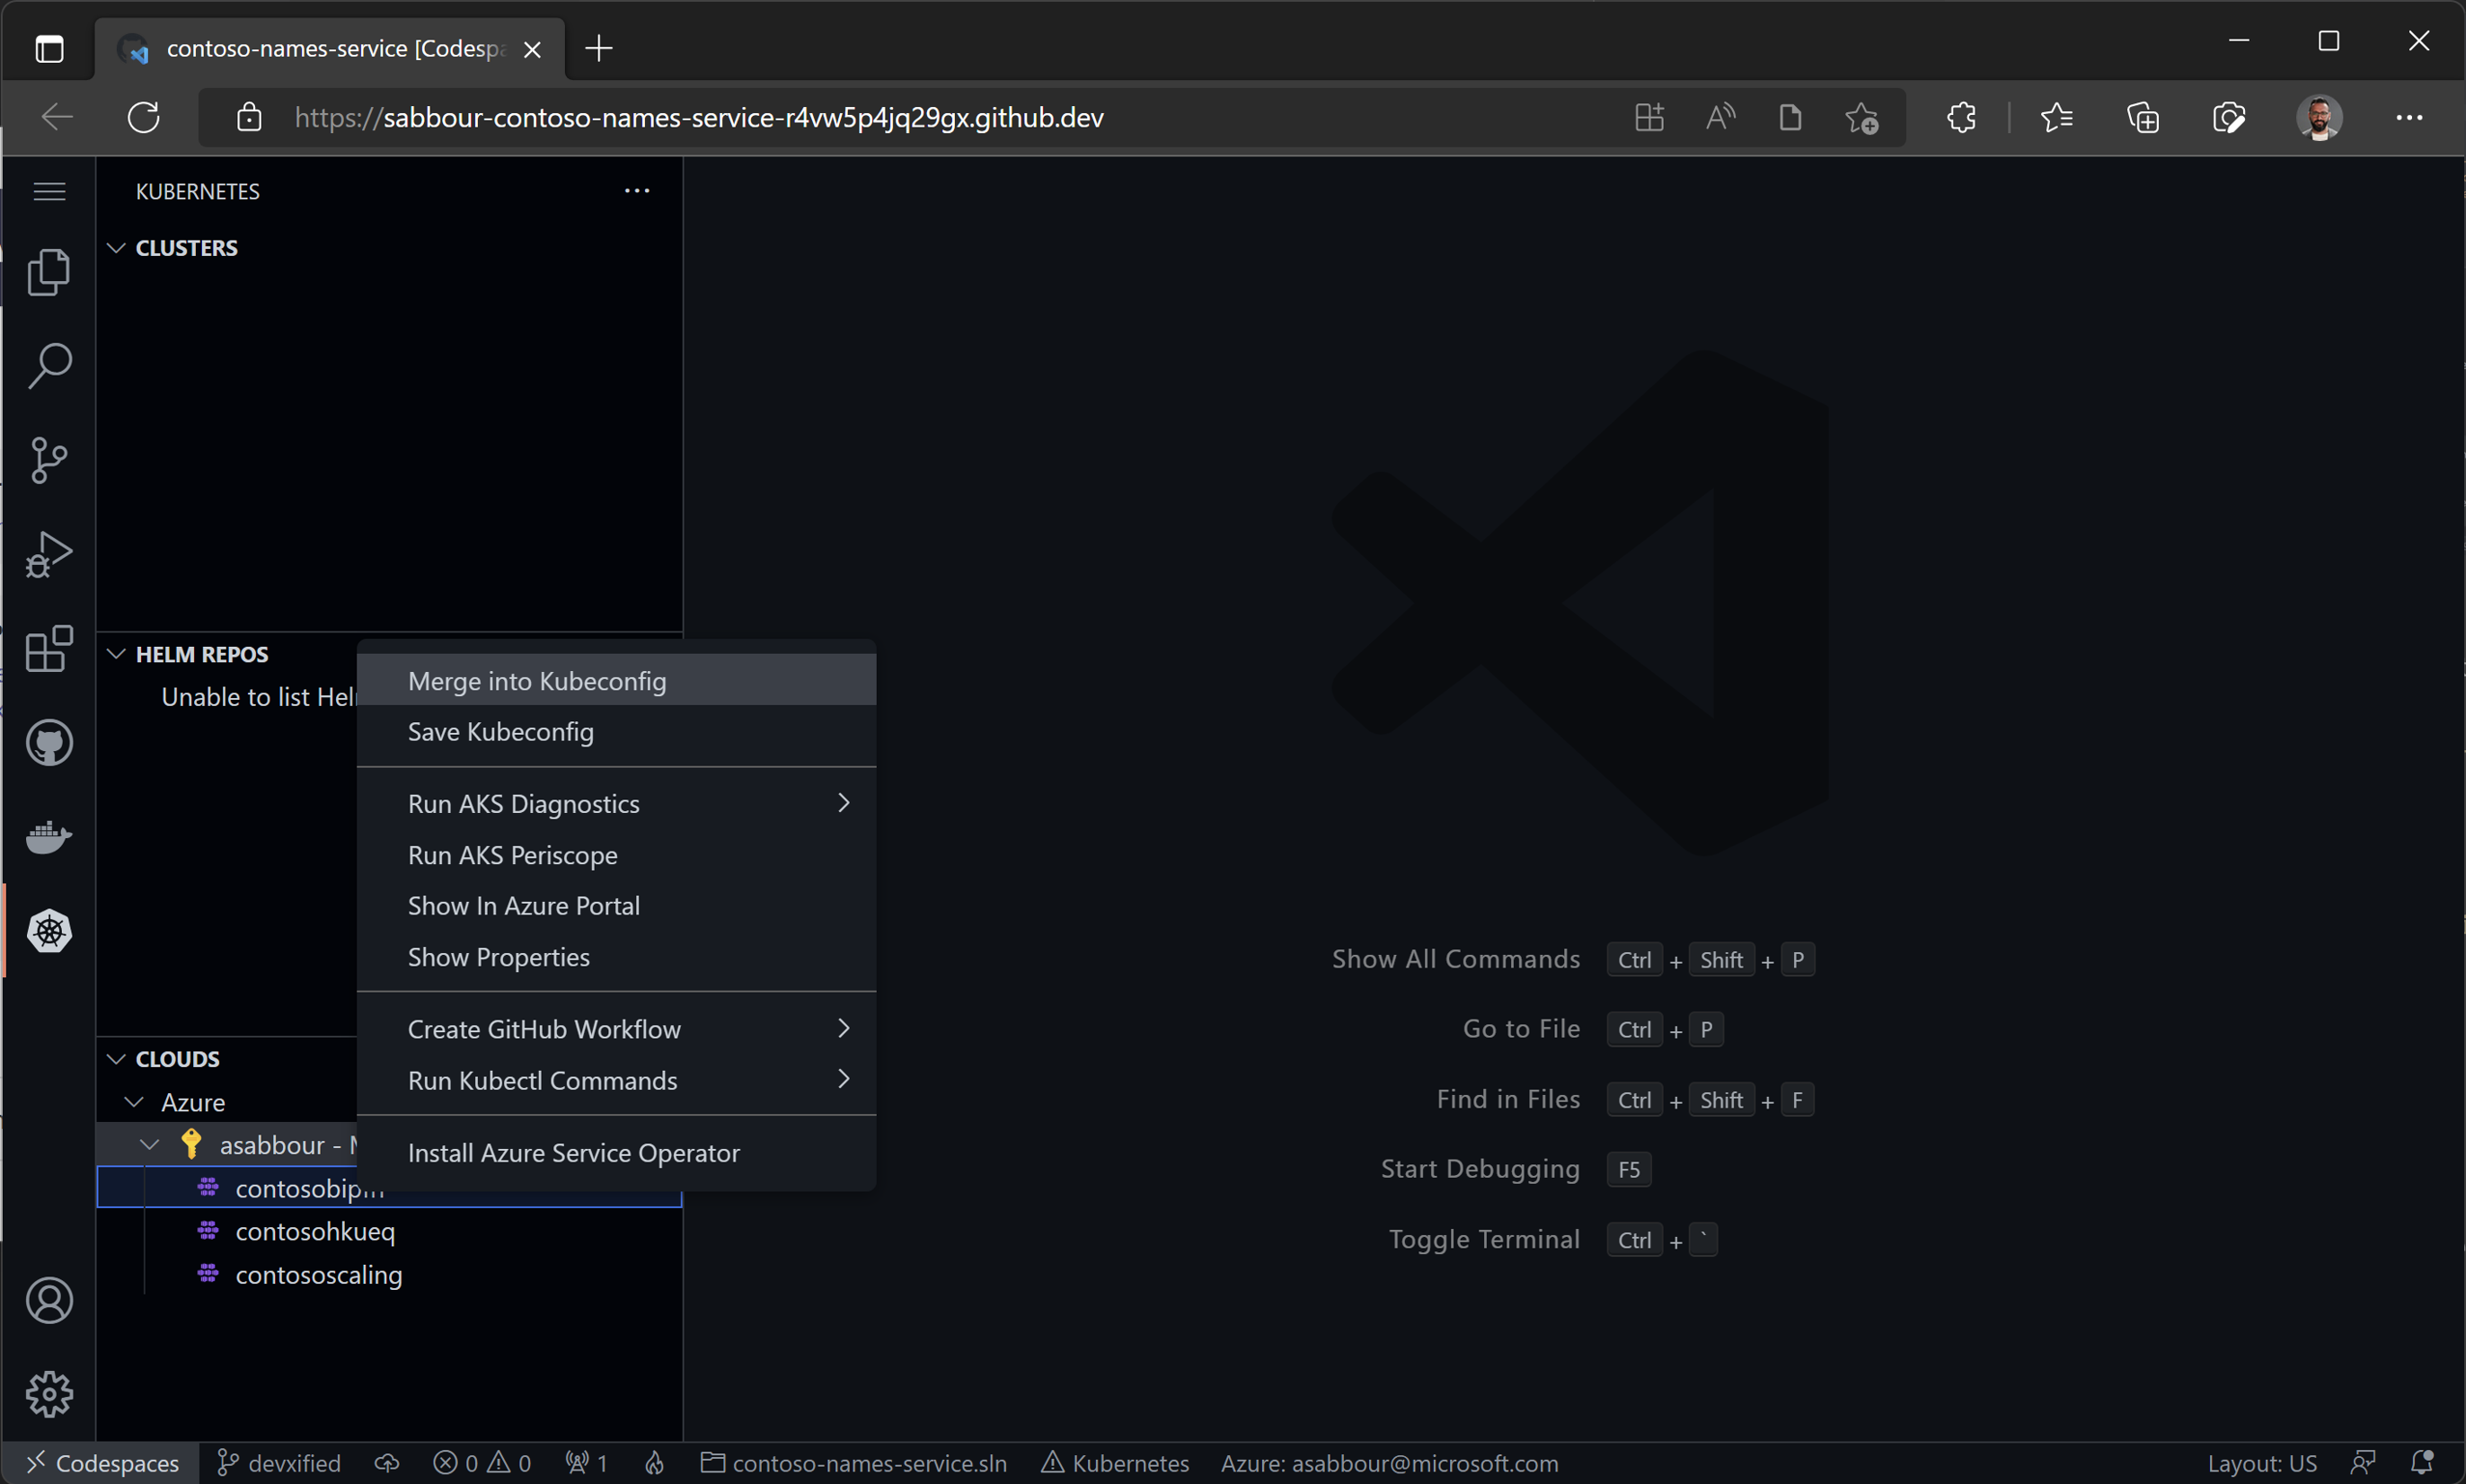 contoso-names-service [Codespa
https://sabbour-contoso-names-service-r4vw5p4jq29gx.github.dev
KUBERNETES
CLUSTERS
HELM REPOS
Unable to list Hel
Merge into Kubeconfig
Save Kubeconfig
Run AKS Diagnostics
Run AKS Periscope
Show In Azure Portal
Show Properties
Create GitHub Workflow
Run Kubectl Commands
Install Azure Service Operator
CLOUDS
Azure
asabbour - M
contosohkueq
contososcaling
Show All Commands Ctrl + Shift + P
Go to File Ctrl + P
Find in Files Ctrl + Shift + F
Start Debugging F5
Toggle Terminal Ctrl + `
Codespaces devxified 0 0 1 contoso-names-service.sln Kubernetes Azure: asabbour@microsoft.com Layout: US